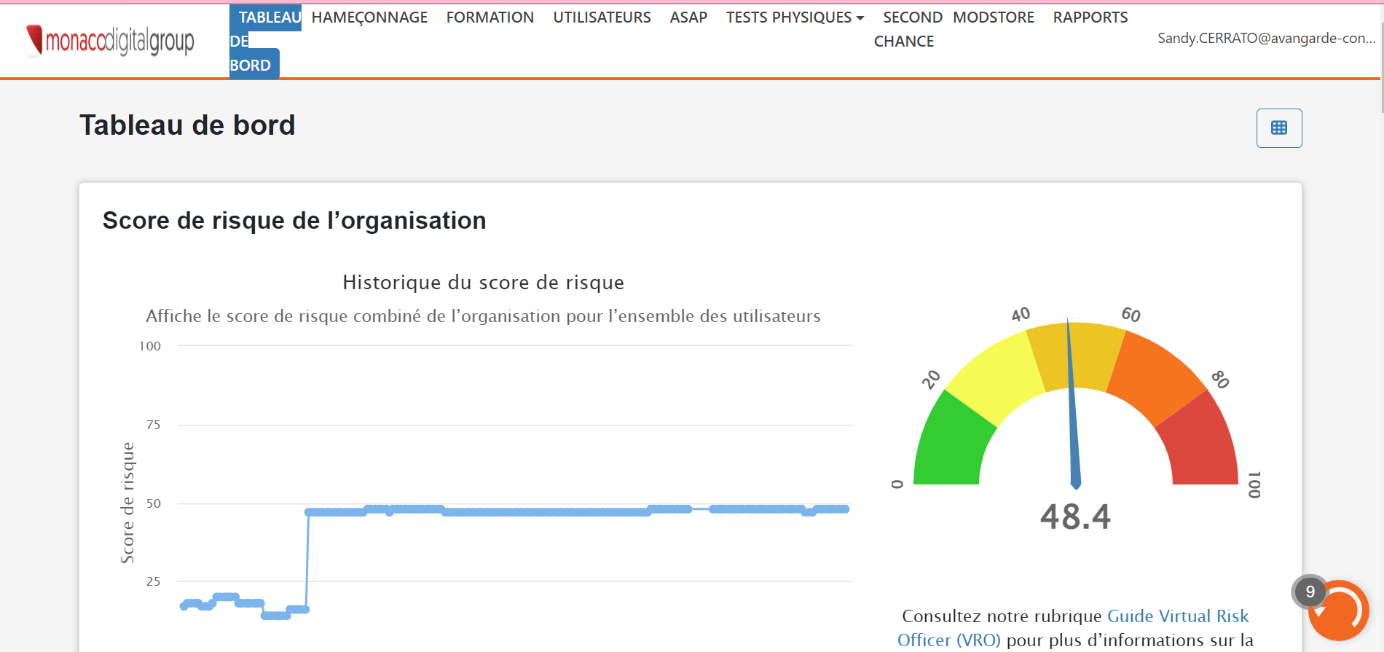 monacodigitalgroup
TABLEAU DE BORD
HAMEÇONNAGE
FORMATION
UTILISATEURS
ASAP
TESTS PHYSIQUES
SECOND CHANCE
MODSTORE
RAPPORTS
Sandy.CERRATO@avangarde-con...
Tableau de bord
Score de risque de l’organisation
Historique du score de risque
Affiche le score de risque combiné de l’organisation pour l’ensemble des utilisateurs
Score de risque
100
75
50
25
0
20
40
60
80
100
48.4
Consultez notre rubrique Guide Virtual Risk
Officer (VRO) pour plus d’informations sur la
9